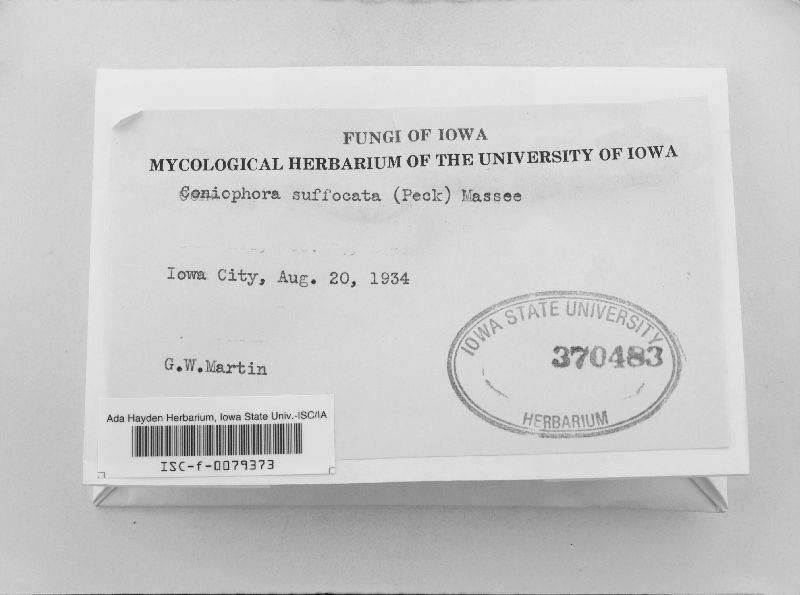 FUNGI OF IOWA
MYCOLOGICAL HERBARIUM OF THE UNIVERSITY OF IOWA
Coniophora suffocata (Peck) Massee
Iowa City, Aug. 20, 1934
G.W.Martin
IOWA STATE UNIVERSITY
370483
HERBARIUM
Ada Hayden Herbarium, Iowa State Univ.-ISC/IA
ISC-f-0079373